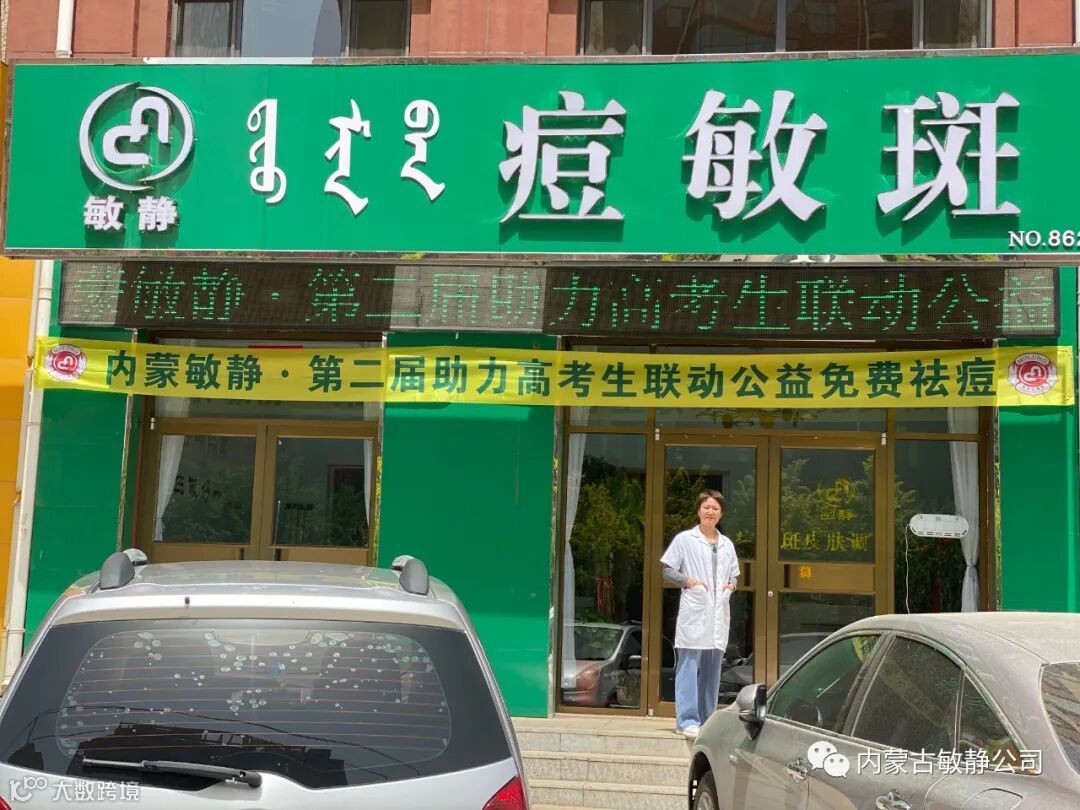 敏静
痘敏斑
NO.862
蒙敏静·第二届助力高考生联动公益
内蒙敏静·第二届助力高考生联动公益免费祛痘
MINJING
斑皮肤调
内蒙古敏静公司
大数跨境